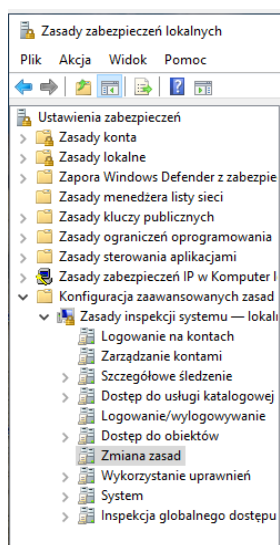 Zasady zabezpieczeń lokalnych
Plik Akcja Widok Pomoc
Ustawienia zabezpieczeń
Zasady konta
Zasady lokalne
Zapora Windows Defender z zabezpie
Zasady menedżera listy sieci
Zasady kluczy publicznych
Zasady ograniczeń oprogramowania
Zasady sterowania aplikacjami
Zasady zabezpieczeń IP w Komputer l
Konfiguracja zaawansowanych zasad
Zasady inspekcji systemu — lokaln
Logowanie na kontach
Zarządzanie kontami
Szczegółowe śledzenie
Dostęp do usługi katalogowej
Logowanie/wylogowywanie
Dostęp do obiektów
Zmiana zasad
Wykorzystanie uprawnień
System
Inspekcja globalnego dostępu